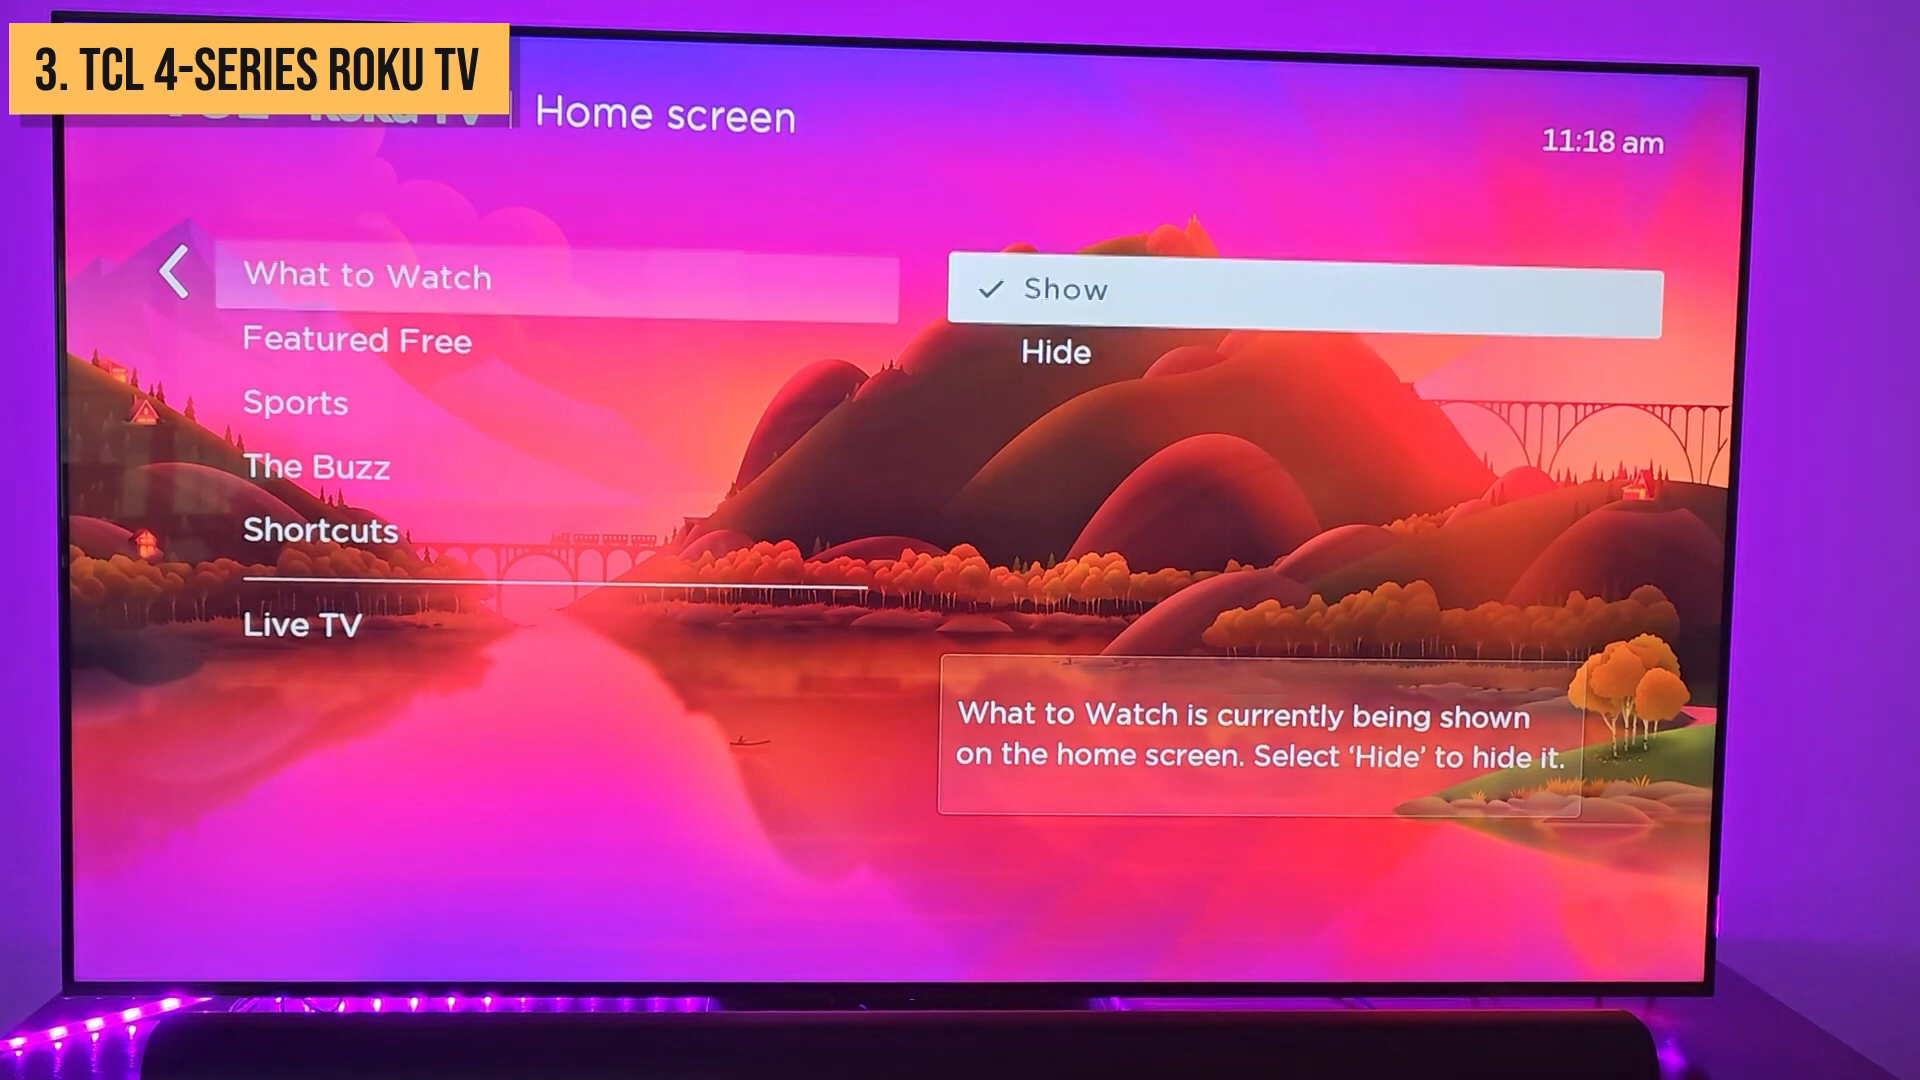 3. TCL 4-SERIES ROKU TV
Home screen
11:18 am
What to Watch
Featured Free
Sports
The Buzz
Shortcuts
Live TV
Show
Hide
What to Watch is currently being shown
on the home screen. Select ‘Hide’ to hide it.